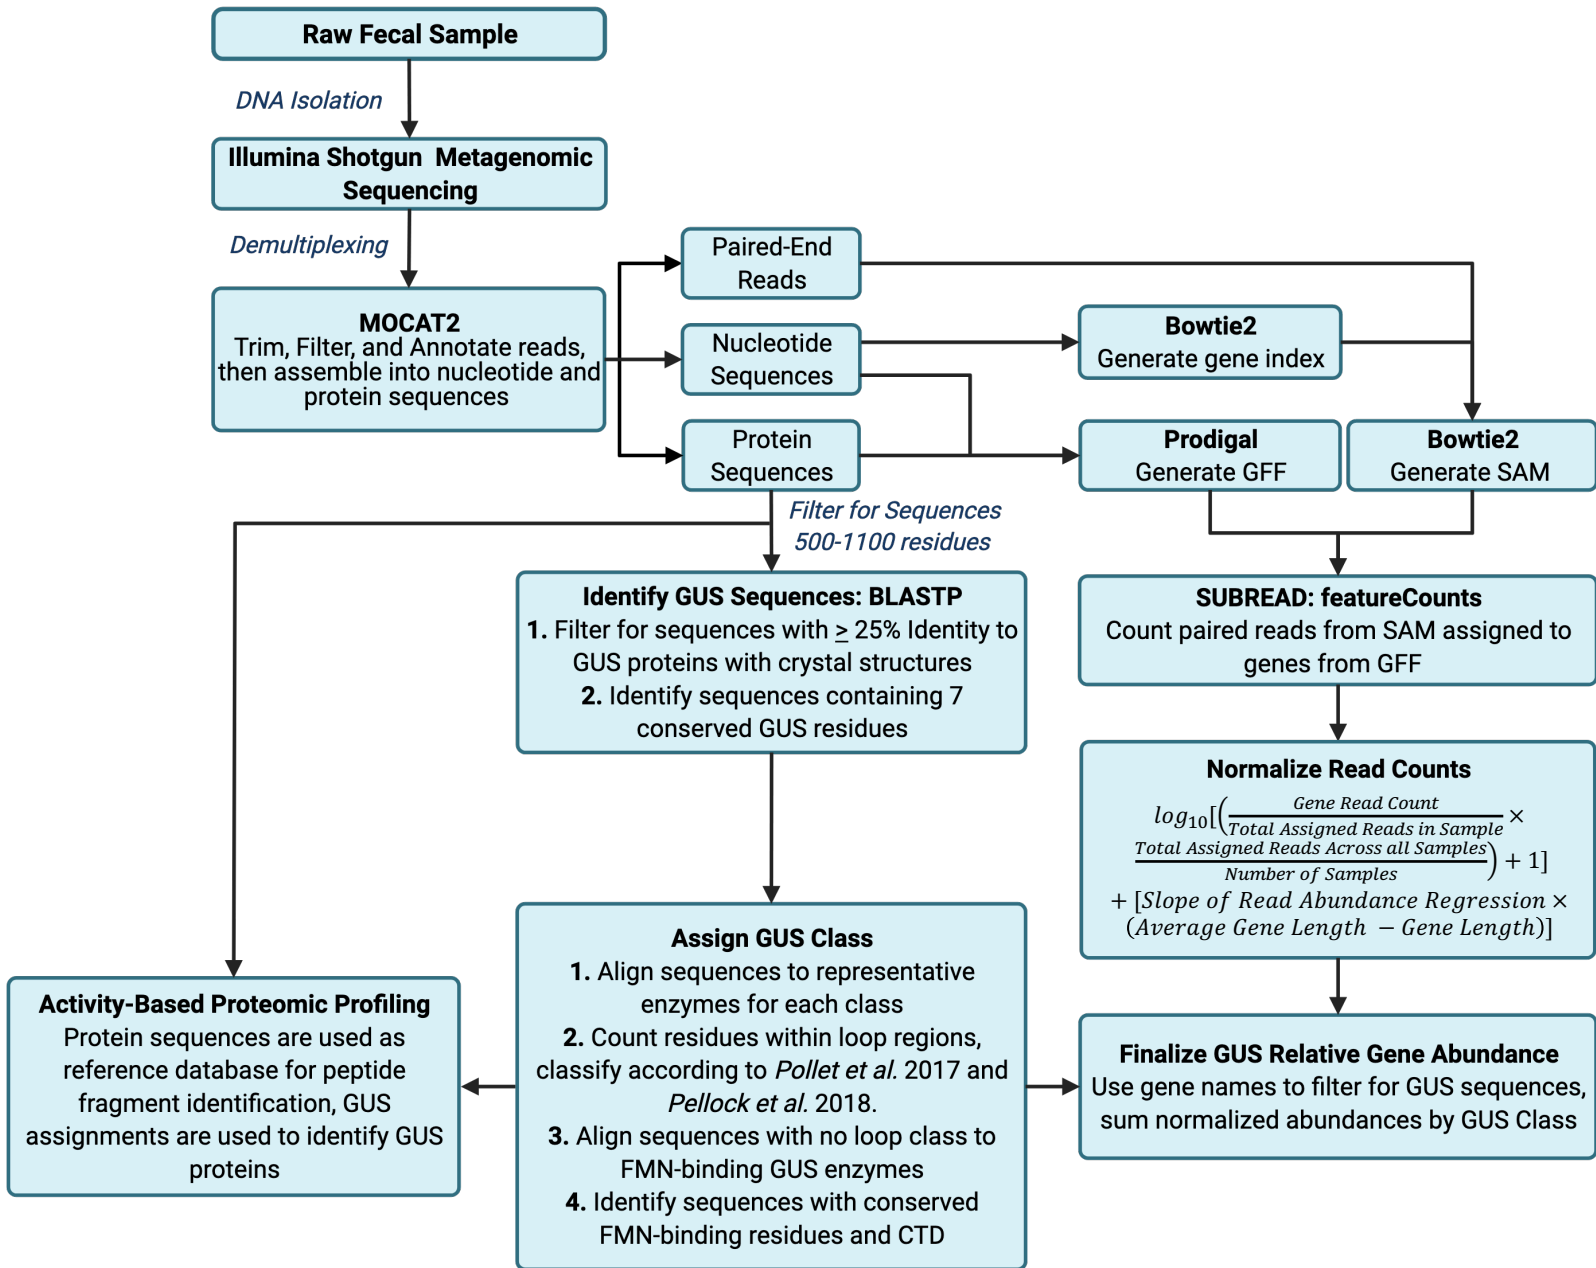 Raw Fecal Sample
DNA Isolation
Illumina Shotgun  Metagenomic
Sequencing
Demultiplexing
MOCAT2
Trim, Filter, and Annotate reads,
then assemble into nucleotide and
protein sequences
Paired-End
Reads
Nucleotide
Sequences
Protein
Sequences
Bowtie2
Generate gene index
Prodigal
Generate GFF
Bowtie2
Generate SAM
Filter for Sequences
500-1100 residues
Identify GUS Sequences: BLASTP
1. Filter for sequences with ≥ 25% Identity to
GUS proteins with crystal structures
2. Identify sequences containing 7
conserved GUS residues
SUBREAD: featureCounts
Count paired reads from SAM assigned to
genes from GFF
Normalize Read Counts
log10[(Gene Read Count / Total Assigned Reads in Sample ×
Total Assigned Reads Across all Samples / Number of Samples) + 1]
+ [Slope of Read Abundance Regression ×
(Average Gene Length − Gene Length)]
Assign GUS Class
1. Align sequences to representative
enzymes for each class
2. Count residues within loop regions,
classify according to Pollet et al. 2017 and
Pellock et al. 2018.
3. Align sequences with no loop class to
FMN-binding GUS enzymes
4. Identify sequences with conserved
FMN-binding residues and CTD
Activity-Based Proteomic Profiling
Protein sequences are used as
reference database for peptide
fragment identification, GUS
assignments are used to identify GUS
proteins
Finalize GUS Relative Gene Abundance
Use gene names to filter for GUS sequences,
sum normalized abundances by GUS Class